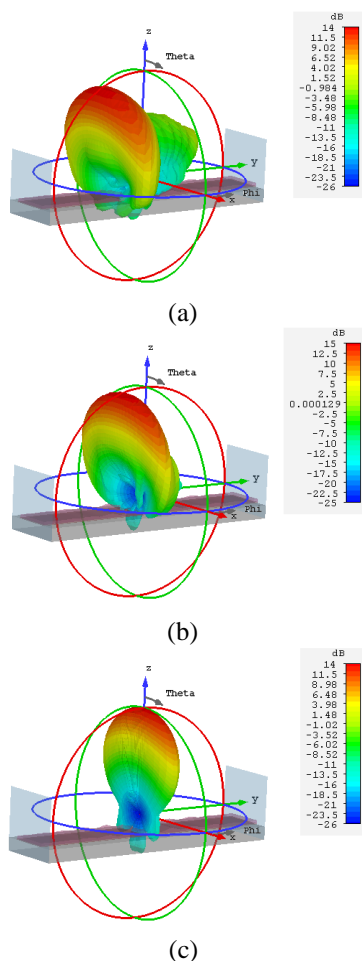 dB
14
11.5
9.02
6.52
4.02
1.52
-0.984
-3.48
-5.98
-8.48
-11
-13.5
-16
-18.5
-21
-23.5
-26
z
Theta
y
x
Phi
(a)
dB
15
12.5
10
7.5
5
2.5
0.000129
-2.5
-5
-7.5
-10
-12.5
-15
-17.5
-20
-22.5
-25
z
Theta
y
x
Phi
(b)
dB
14
11.5
8.98
6.48
3.98
1.48
-1.02
-3.52
-6.02
-8.52
-11
-13.5
-16
-18.5
-21
-23.5
-26
z
Theta
y
x
Phi
(c)